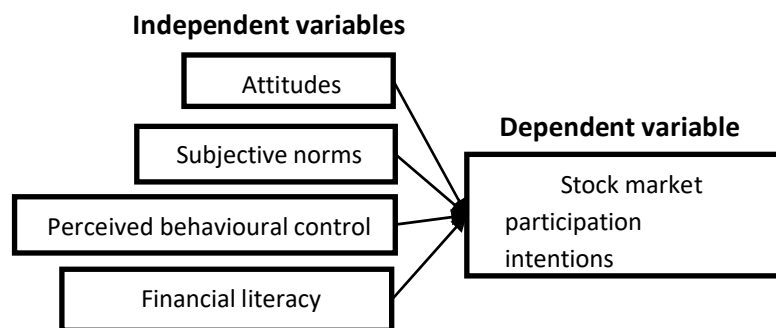 Independent variables
Attitudes
Subjective norms
Perceived behavioural control
Financial literacy
Dependent variable
Stock market
participation
intentions